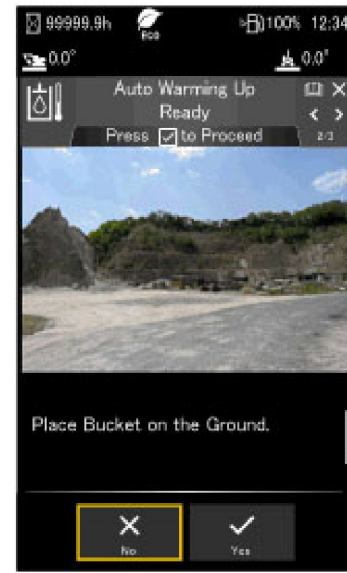 99999.9h ECO 100% 12:34
0.0° 0.0°
Auto Warming Up
Ready
Press ☑ to Proceed 2/3
Place Bucket on the Ground.
No Yes